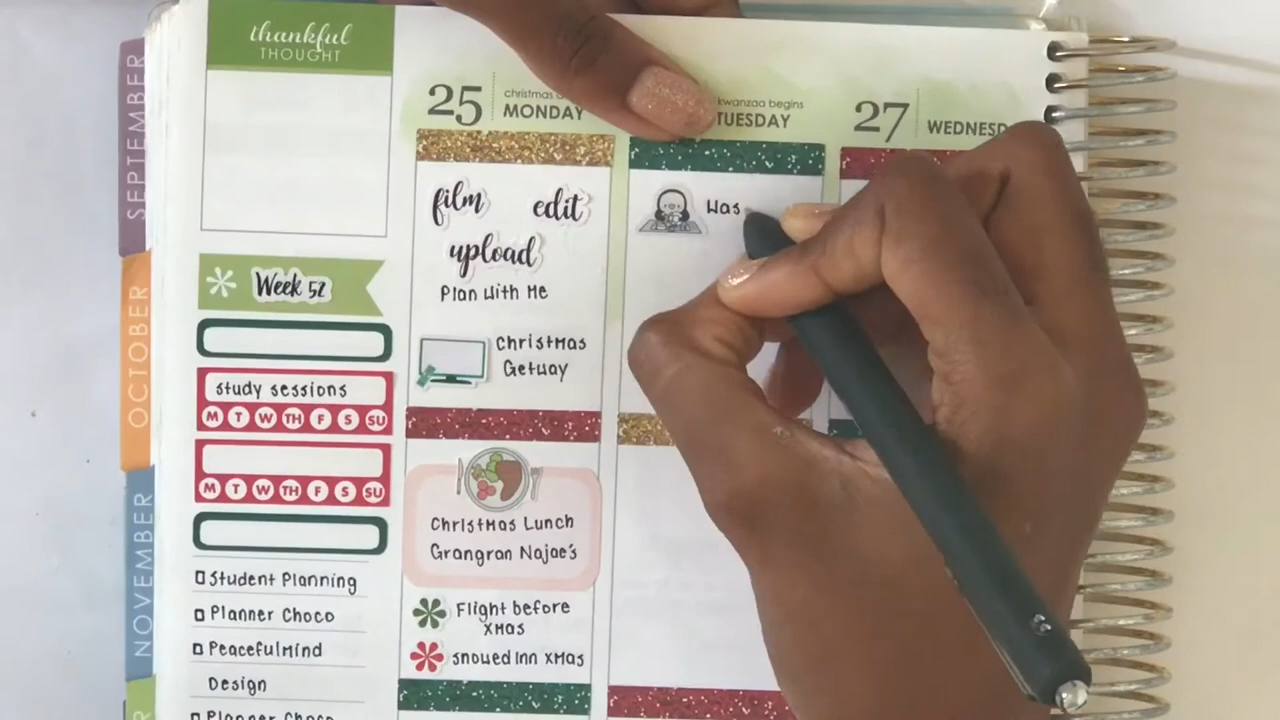 thankful
THOUGHT
SEPTEMBER
OCTOBER
NOVEMBER
Week 52
study sessions
M T W TH F S SU
M T W TH F S SU
Student Planning
Planner Choco
Peacefulmind
Design
Planner Choco
25
christmas
MONDAY
film edit
upload
Plan With Me
Christmas
Getway
Christmas Lunch
Grangran Najae's
Flight before
xmas
snowed Inn xmas
kwanzaa begins
TUESDAY
Was
27
WEDNESD